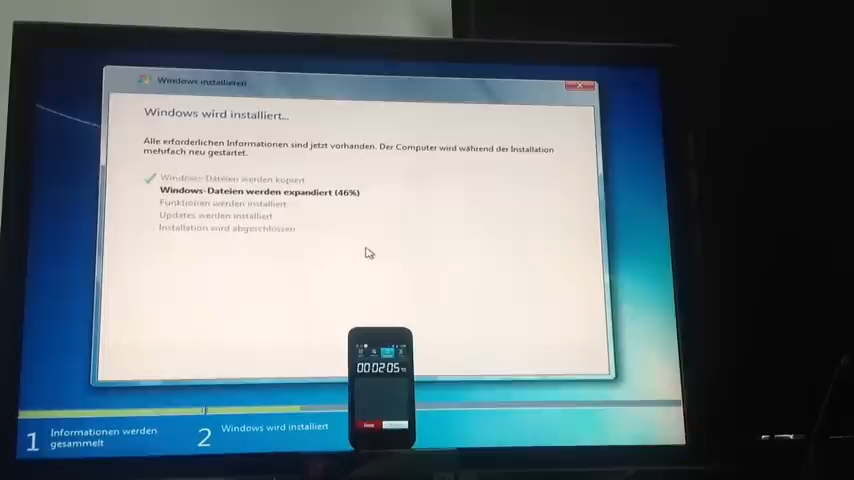 Windows installieren
Windows wird installiert...
Alle erforderlichen Informationen sind jetzt vorhanden. Der Computer wird während der Installation
mehrfach neu gestartet.
Windows-Dateien werden kopiert
Windows-Dateien werden expandiert (46%)
Funktionen werden installiert
Updates werden installiert
Installation wird abgeschlossen
00:02:05
1 Informationen werden
gesammelt
2 Windows wird installiert